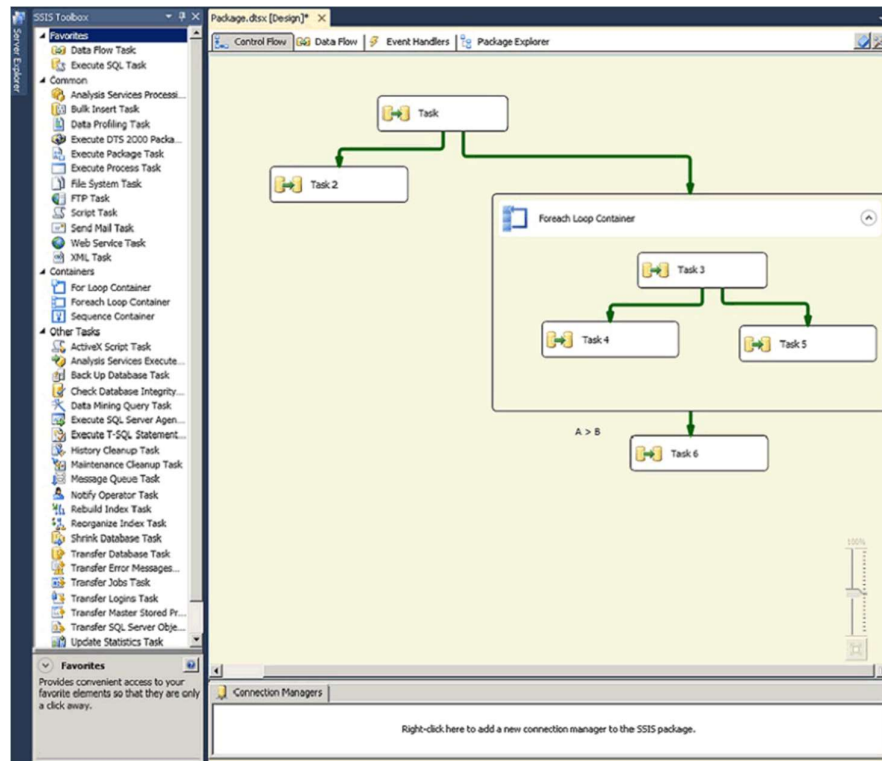 Server Explorer
SSIS Toolbox
Favorites
Data Flow Task
Execute SQL Task
Common
Analysis Services Processi...
Bulk Insert Task
Data Profiling Task
Execute DTS 2000 Packa...
Execute Package Task
Execute Process Task
File System Task
FTP Task
Script Task
Send Mail Task
Web Service Task
XML Task
Containers
For Loop Container
Foreach Loop Container
Sequence Container
Other Tasks
ActiveX Script Task
Analysis Services Execute...
Back Up Database Task
Check Database Integrity...
Data Mining Query Task
Execute SQL Server Agen...
Execute T-SQL Statement...
History Cleanup Task
Maintenance Cleanup Task
Message Queue Task
Notify Operator Task
Rebuild Index Task
Reorganize Index Task
Shrink Database Task
Transfer Database Task
Transfer Error Messages...
Transfer Jobs Task
Transfer Logins Task
Transfer Master Stored Pr...
Transfer SQL Server Obje...
Update Statistics Task
Favorites
Provides convenient access to your
favorite elements so that they are only
a click away.
Package.dtsx [Design]*
Control Flow Data Flow Event Handlers Package Explorer
Task
Task 2
Foreach Loop Container
Task 3
Task 4
Task 5
A > B
Task 6
100%
Connection Managers
Right-click here to add a new connection manager to the SSIS package.